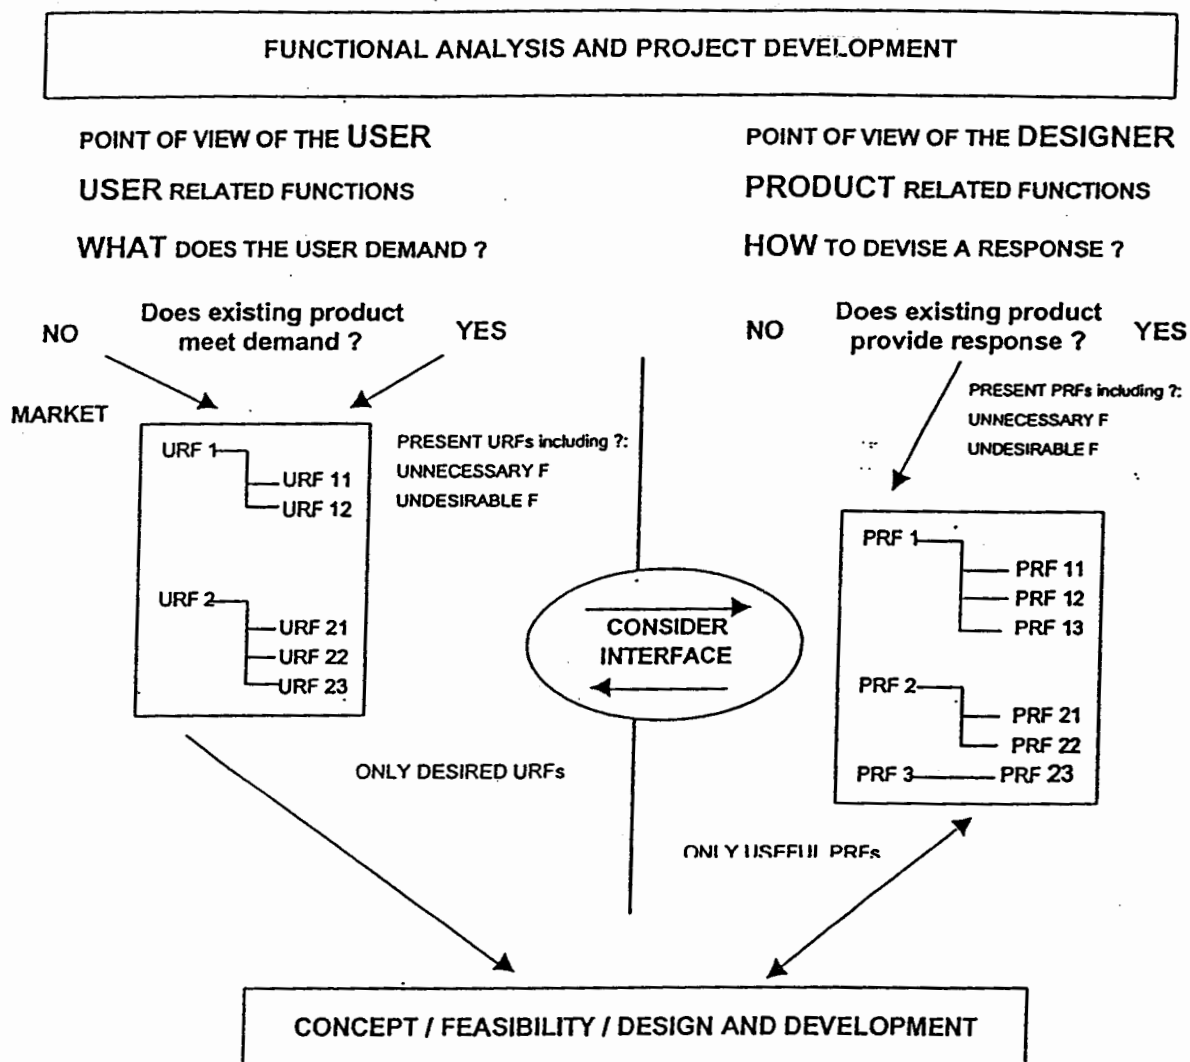 FUNCTIONAL ANALYSIS AND PROJECT DEVELOPMENT
POINT OF VIEW OF THE USER
USER RELATED FUNCTIONS
WHAT DOES THE USER DEMAND ?
NO
Does existing product
meet demand ?
YES
MARKET
URF 1
URF 11
URF 12
URF 2
URF 21
URF 22
URF 23
PRESENT URFs including ?:
UNNECESSARY F
UNDESIRABLE F
ONLY DESIRED URFs
CONSIDER
INTERFACE
POINT OF VIEW OF THE DESIGNER
PRODUCT RELATED FUNCTIONS
HOW TO DEVISE A RESPONSE ?
NO
Does existing product
provide response ?
YES
PRESENT PRFs including ?:
UNNECESSARY F
UNDESIRABLE F
PRF 1
PRF 11
PRF 12
PRF 13
PRF 2
PRF 21
PRF 22
PRF 3
PRF 23
ONLY USEFUL PRFs
CONCEPT / FEASIBILITY / DESIGN AND DEVELOPMENT